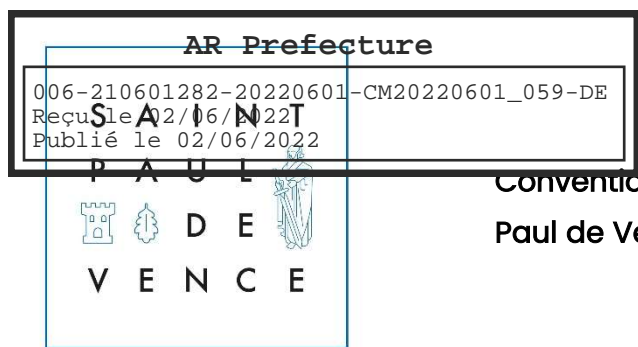 AR Prefecture
006-210601282-20220601-CM20220601_059-DE
Reçu le 02/06/2022
Publié le 02/06/2022
SAINT
PAUL
DE
VENCE
Conventio
Paul de Ve